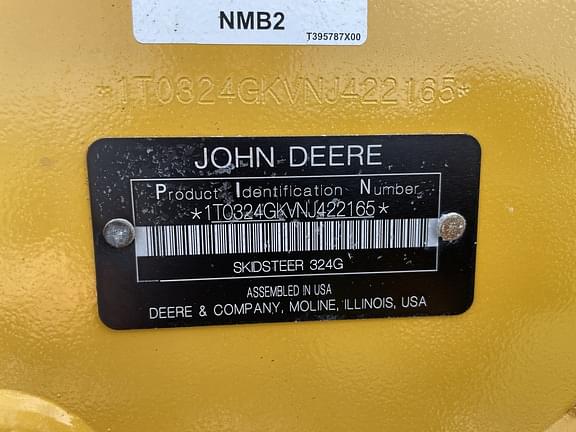 NMB2
T395787X00
*1T0324GKVNJ422165*
JOHN DEERE
Product Identification Number
*1T0324GKVNJ422165*
SKIDSTEER 324G
ASSEMBLED IN USA
DEERE & COMPANY, MOLINE, ILLINOIS, USA